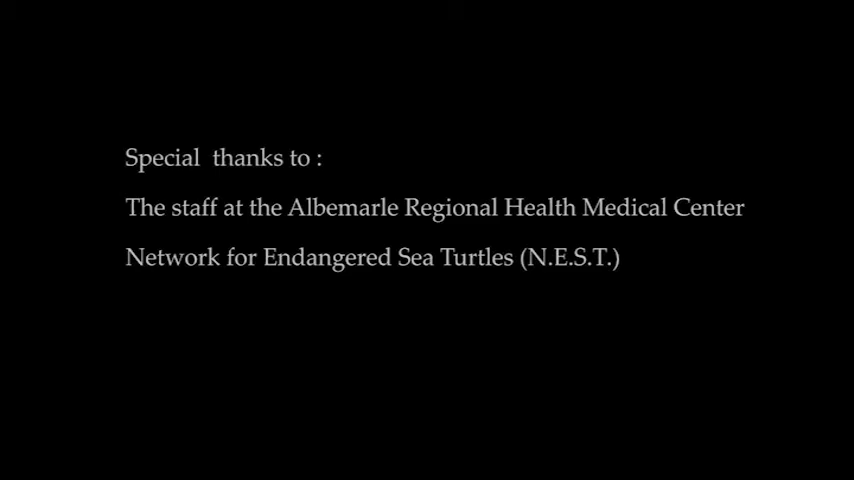 Special  thanks to :
The staff at the Albemarle Regional Health Medical Center
Network for Endangered Sea Turtles (N.E.S.T.)